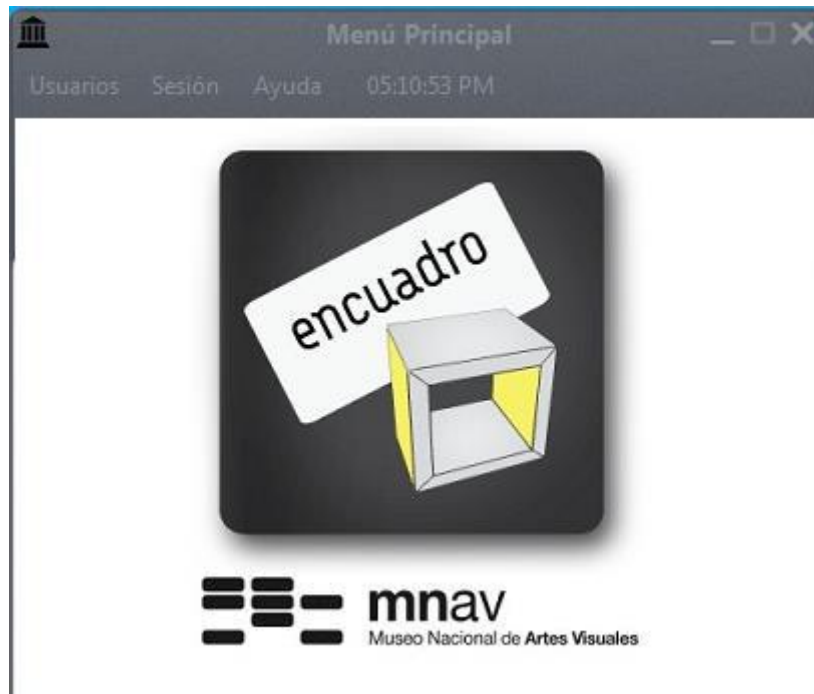 Menú Principal
Usuarios Sesión Ayuda 05:10:53 PM
encuadro
mnav
Museo Nacional de Artes Visuales